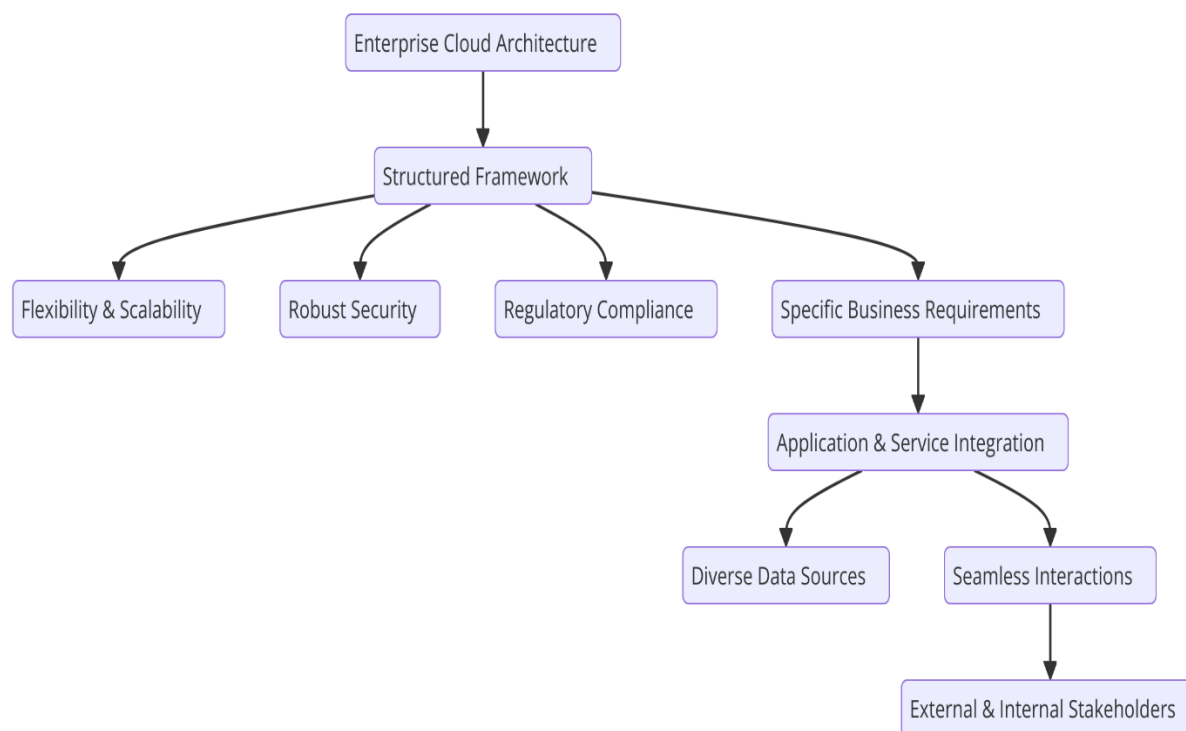 Enterprise Cloud Architecture
Structured Framework
Flexibility & Scalability
Robust Security
Regulatory Compliance
Specific Business Requirements
Application & Service Integration
Diverse Data Sources
Seamless Interactions
External & Internal Stakeholders